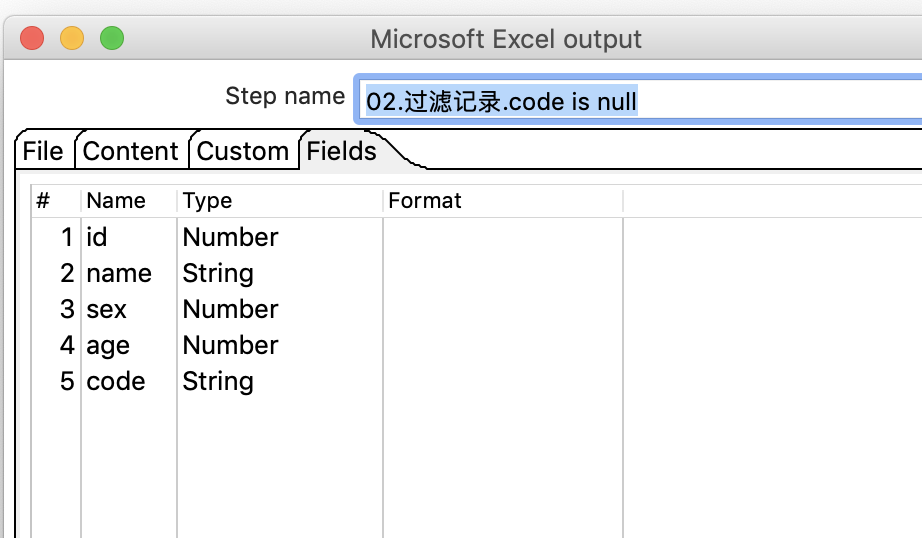 Microsoft Excel output
Step name 02.过滤记录.code is null
File Content Custom Fields
# Name Type Format
1 id Number
2 name String
3 sex Number
4 age Number
5 code String